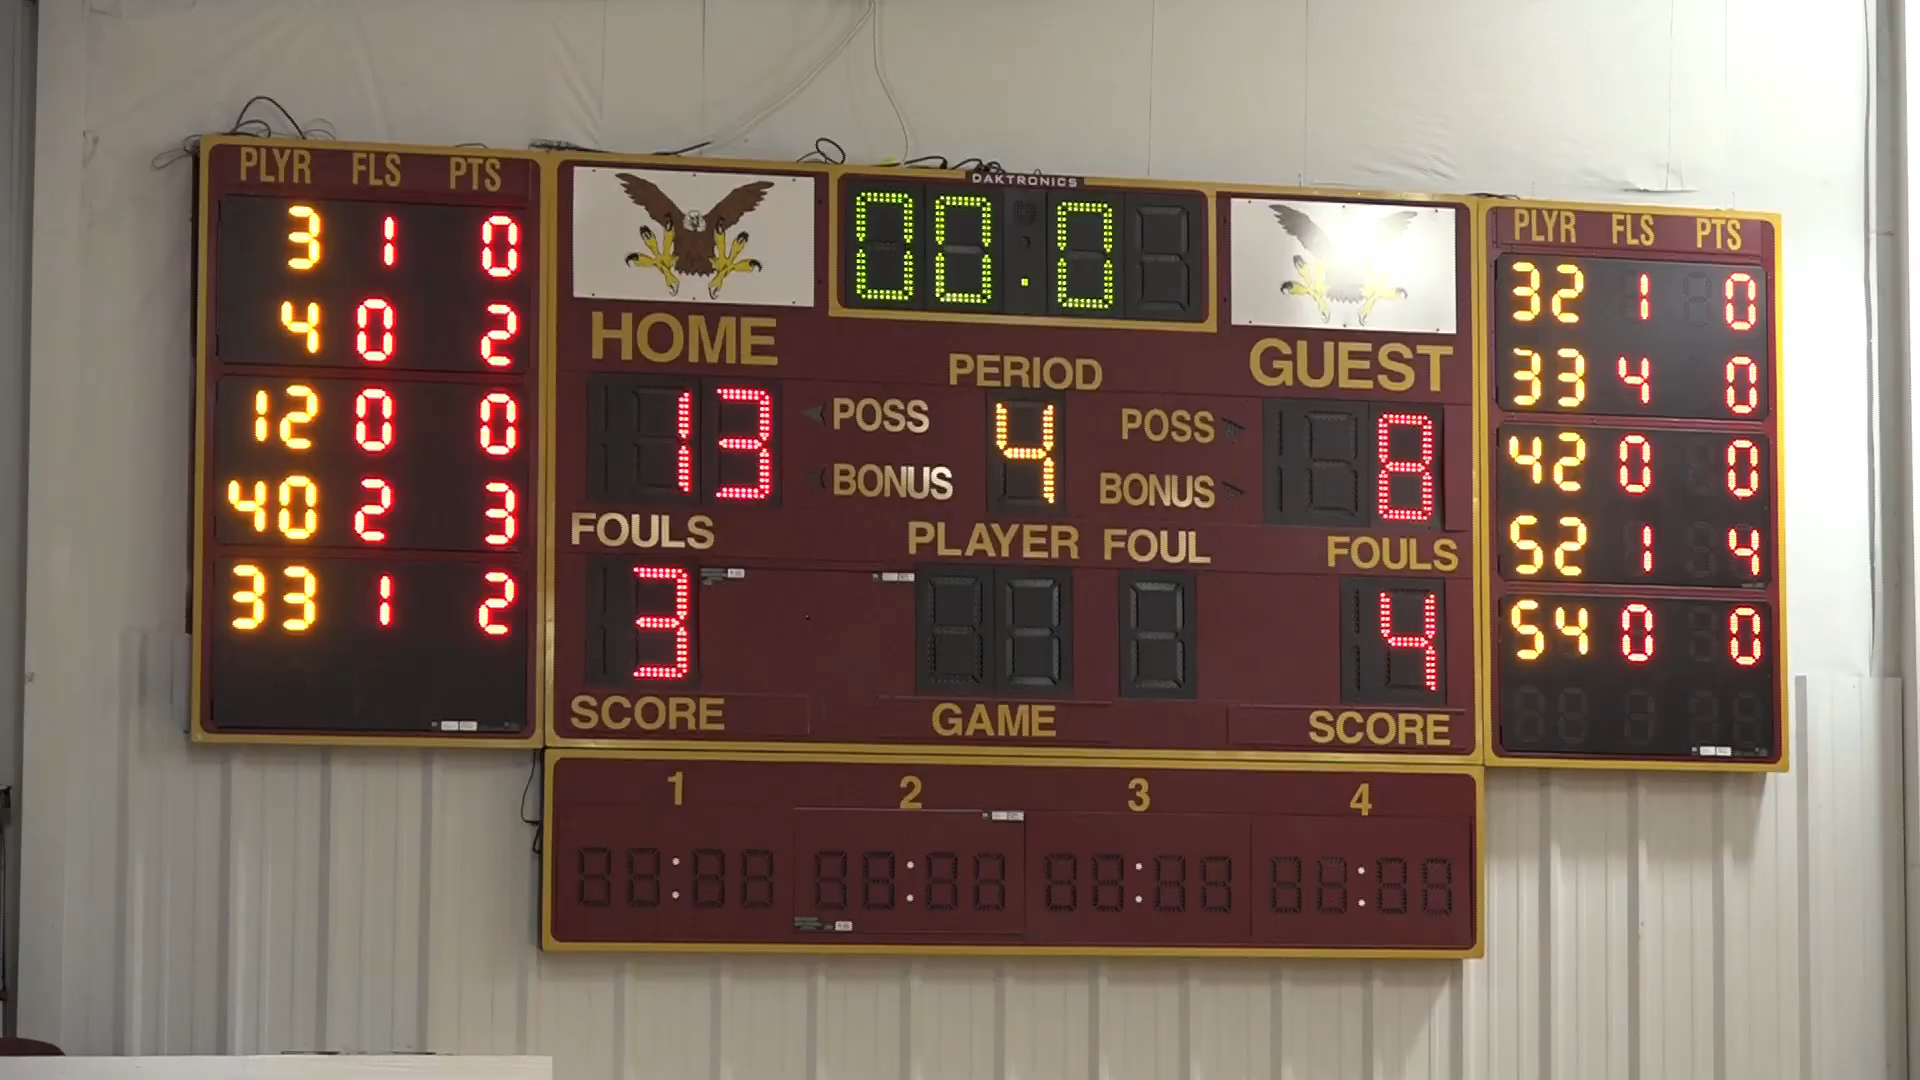 DAKTRONICS
PLYR FLS PTS
3 1 0
4 0 2
12 0 0
40 2 3
33 1 2
00.0
HOME
PERIOD
GUEST
13
POSS
4
POSS
8
BONUS
BONUS
FOULS
PLAYER FOUL
FOULS
3
4
SCORE
GAME
SCORE
1 2 3 4
PLYR FLS PTS
32 1 0
33 4 0
42 0 0
52 1 4
54 0 0